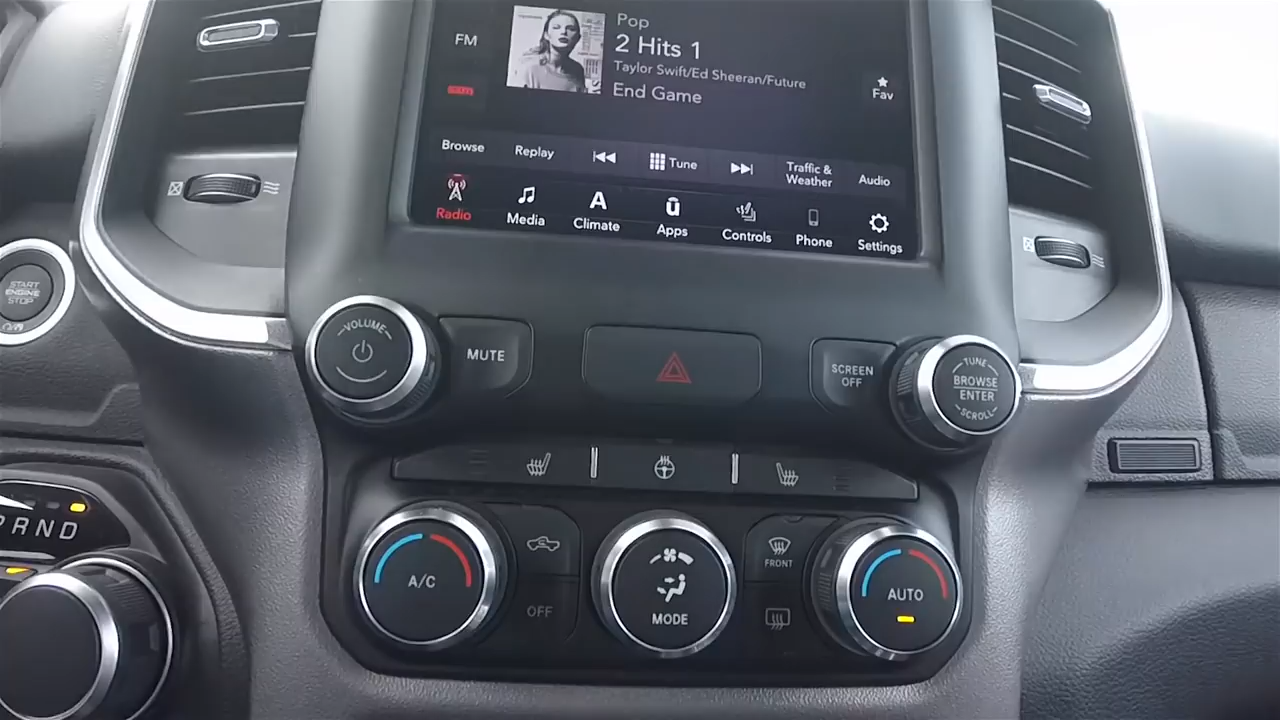 Pop
FM
2 Hits 1
Taylor Swift/Ed Sheeran/Future
End Game
Fav
Browse
Replay
Tune
Traffic &
Weather
Audio
Radio
Media
A
Climate
ū
Apps
Controls
Phone
Settings
START
ENGINE
STOP
VOLUME
MUTE
SCREEN
OFF
TUNE
BROWSE
ENTER
SCROLL
PRND
A/C
OFF
MODE
FRONT
AUTO